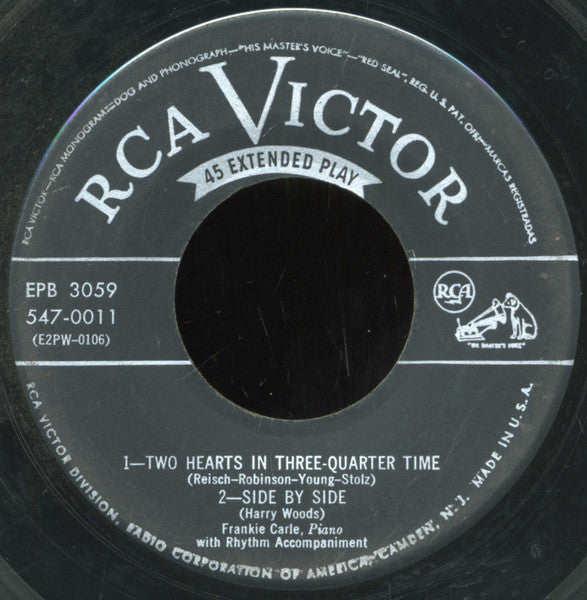 RCA VICTOR—RCA MONOGRAM—DOG AND PHONOGRAPH—"HIS MASTER'S VOICE"—"RED SEAL", REG. U. S. PAT. OFF.—MARCAS REGISTRADAS
RCA VICTOR
45 EXTENDED PLAY
EPB 3059
547-0011
(E2PW-0106)
RCA
"HIS MASTER'S VOICE"
1—TWO HEARTS IN THREE-QUARTER TIME
(Reisch-Robinson-Young-Stolz)
2—SIDE BY SIDE
(Harry Woods)
Frankie Carle, Piano
with Rhythm Accompaniment
RCA VICTOR DIVISION, RADIO CORPORATION OF AMERICA, CAMDEN, N. J. MADE IN U.S.A.